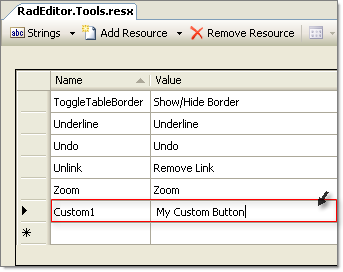 RadEditor.Tools.resx
abc Strings Add Resource Remove Resource
Name Value
ToggleTableBorder Show/Hide Border
Underline Underline
Undo Undo
Unlink Remove Link
Zoom Zoom
Custom1 My Custom Button